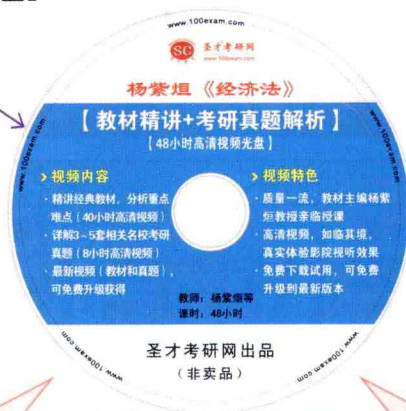 www.100exam.com
SC 圣才考研网
www.100exam.com
杨紫烜《经济法》
【教材精讲+考研真题解析】
【48小时高清视频光盘】
www.100exam.com
www.100exam.com
视频内容
· 精讲经典教材，分析重点
难点（40小时高清视频）
· 详解3~5套相关名校考研
真题（8小时高清视频）
· 最新视频（教材和真题），
可免费升级获得
视频特色
· 质量一流，教材主编杨紫
烜教授亲临授课
· 高清视频，如临其境，
真实体验影院视听效果
· 免费下载试用，可免费
升级到最新版本
教师：杨紫烜等
课时：48小时
www.100exam.com
www.100exam.com
圣才考研网出品
（非卖品）